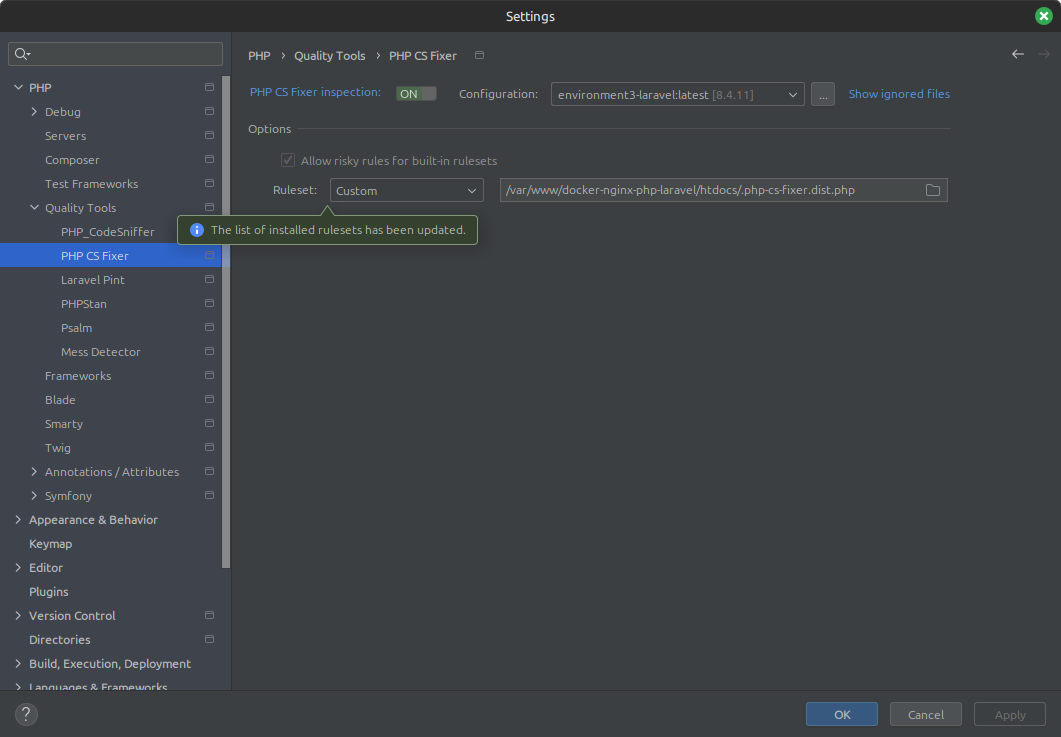 Settings
PHP
Debug
Servers
Composer
Test Frameworks
Quality Tools
PHP_CodeSniffer
PHP CS Fixer
Laravel Pint
PHPStan
Psalm
Mess Detector
Frameworks
Blade
Smarty
Twig
Annotations / Attributes
Symfony
Appearance & Behavior
Keymap
Editor
Plugins
Version Control
Directories
Build, Execution, Deployment
Languages & Frameworks
PHP › Quality Tools › PHP CS Fixer
PHP CS Fixer inspection: ON Configuration: environment3-laravel:latest [8.4.11] ... Show ignored files
Options
Allow risky rules for built-in rulesets
Ruleset: Custom /var/www/docker-nginx-php-laravel/htdocs/.php-cs-fixer.dist.php
The list of installed rulesets has been updated.
? OK Cancel Apply